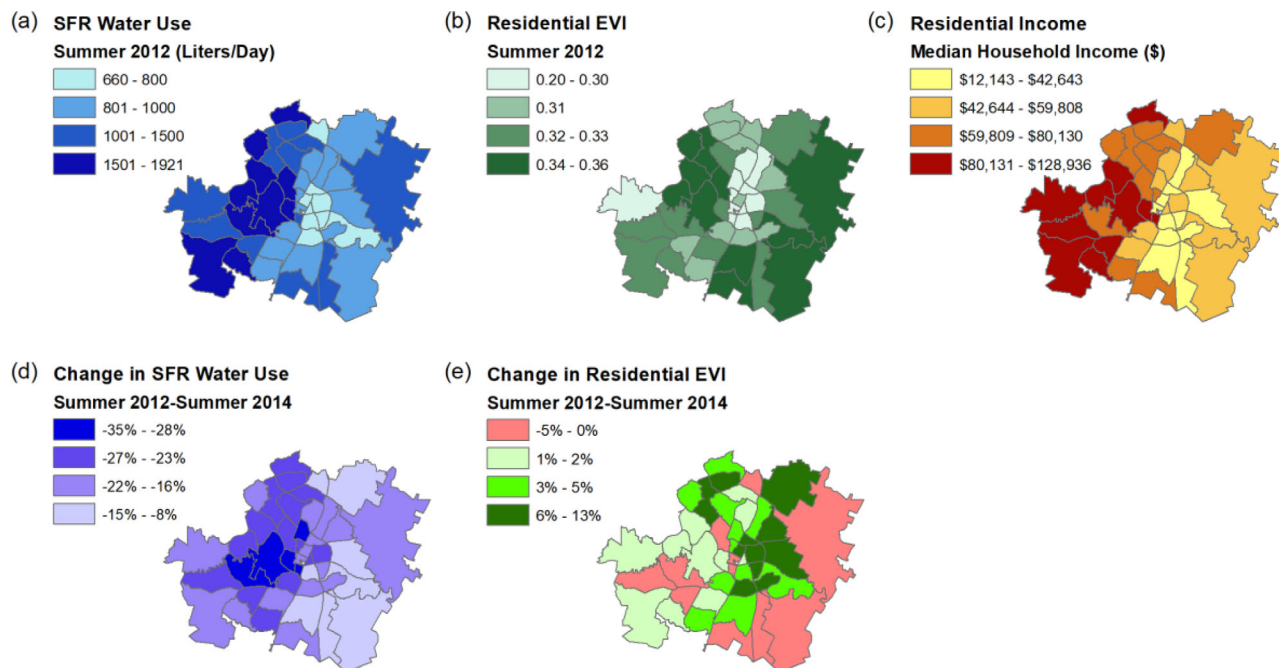 (a) SFR Water Use
Summer 2012 (Liters/Day)
660 - 800
801 - 1000
1001 - 1500
1501 - 1921
(b) Residential EVI
Summer 2012
0.20 - 0.30
0.31
0.32 - 0.33
0.34 - 0.36
(c) Residential Income
Median Household Income ($)
$12,143 - $42,643
$42,644 - $59,808
$59,809 - $80,130
$80,131 - $128,936
(d) Change in SFR Water Use
Summer 2012-Summer 2014
-35% - -28%
-27% - -23%
-22% - -16%
-15% - -8%
(e) Change in Residential EVI
Summer 2012-Summer 2014
-5% - 0%
1% - 2%
3% - 5%
6% - 13%